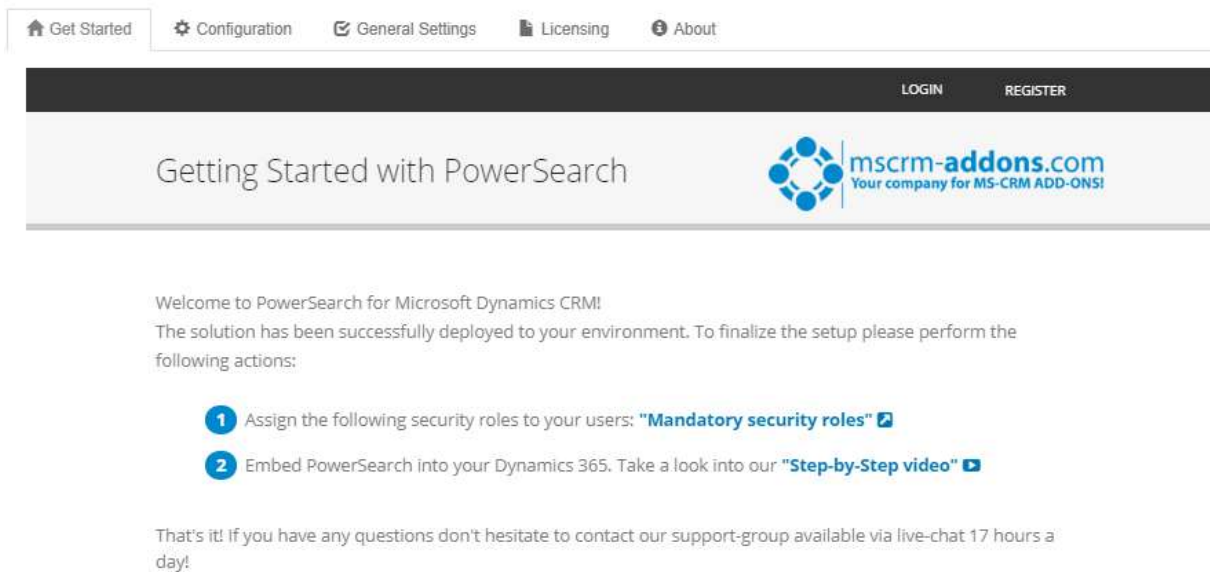 Get Started
Configuration
General Settings
Licensing
About
LOGIN
REGISTER
Getting Started with PowerSearch
mscrm-addons.com
Your company for MS-CRM ADD-ONS!
Welcome to PowerSearch for Microsoft Dynamics CRM!
The solution has been successfully deployed to your environment. To finalize the setup please perform the
following actions:
1 Assign the following security roles to your users: "Mandatory security roles"
2 Embed PowerSearch into your Dynamics 365. Take a look into our "Step-by-Step video"
That's it! If you have any questions don't hesitate to contact our support-group available via live-chat 17 hours a
day!